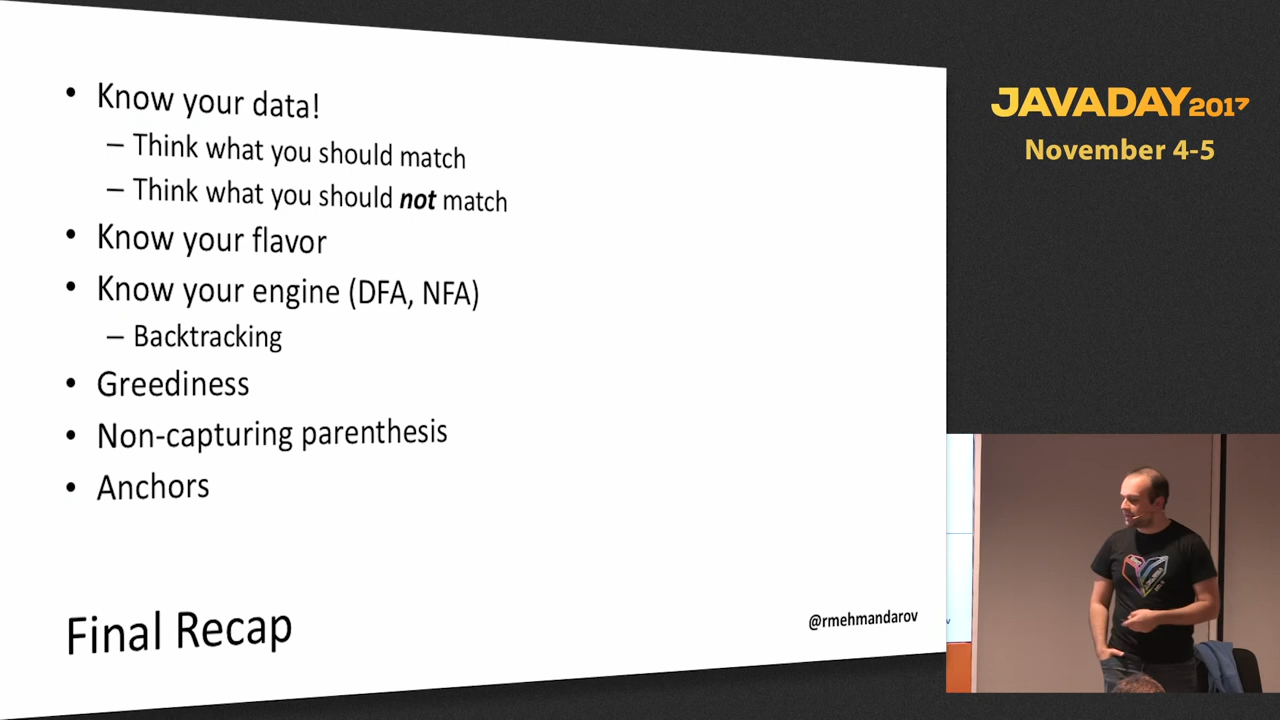 • Know your data!
– Think what you should match
– Think what you should not match
• Know your flavor
• Know your engine (DFA, NFA)
– Backtracking
• Greediness
• Non-capturing parenthesis
• Anchors
Final Recap
@rmehmandarov
JAVADAY2017
November 4-5